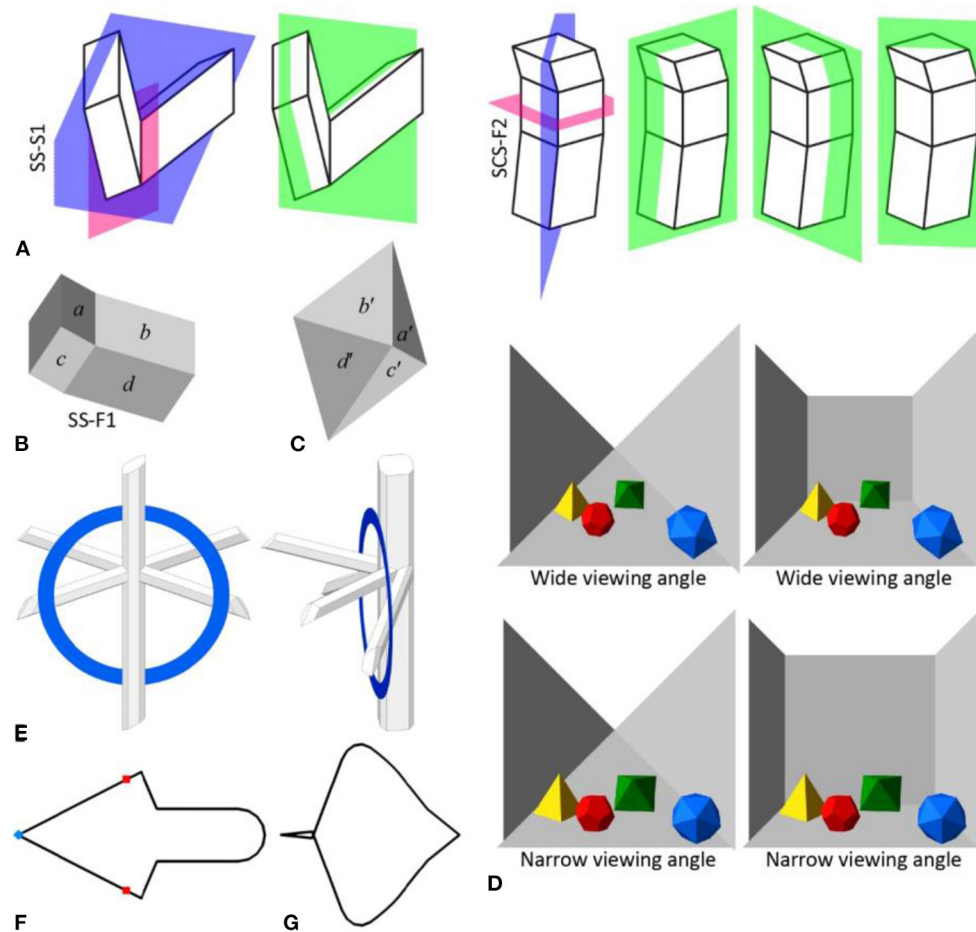 SS-S1
A
SCS-F2
a
b
c
d
SS-F1
B
b′
a′
d′
c′
C
Wide viewing angle
Wide viewing angle
E
Narrow viewing angle
Narrow viewing angle
D
F
G